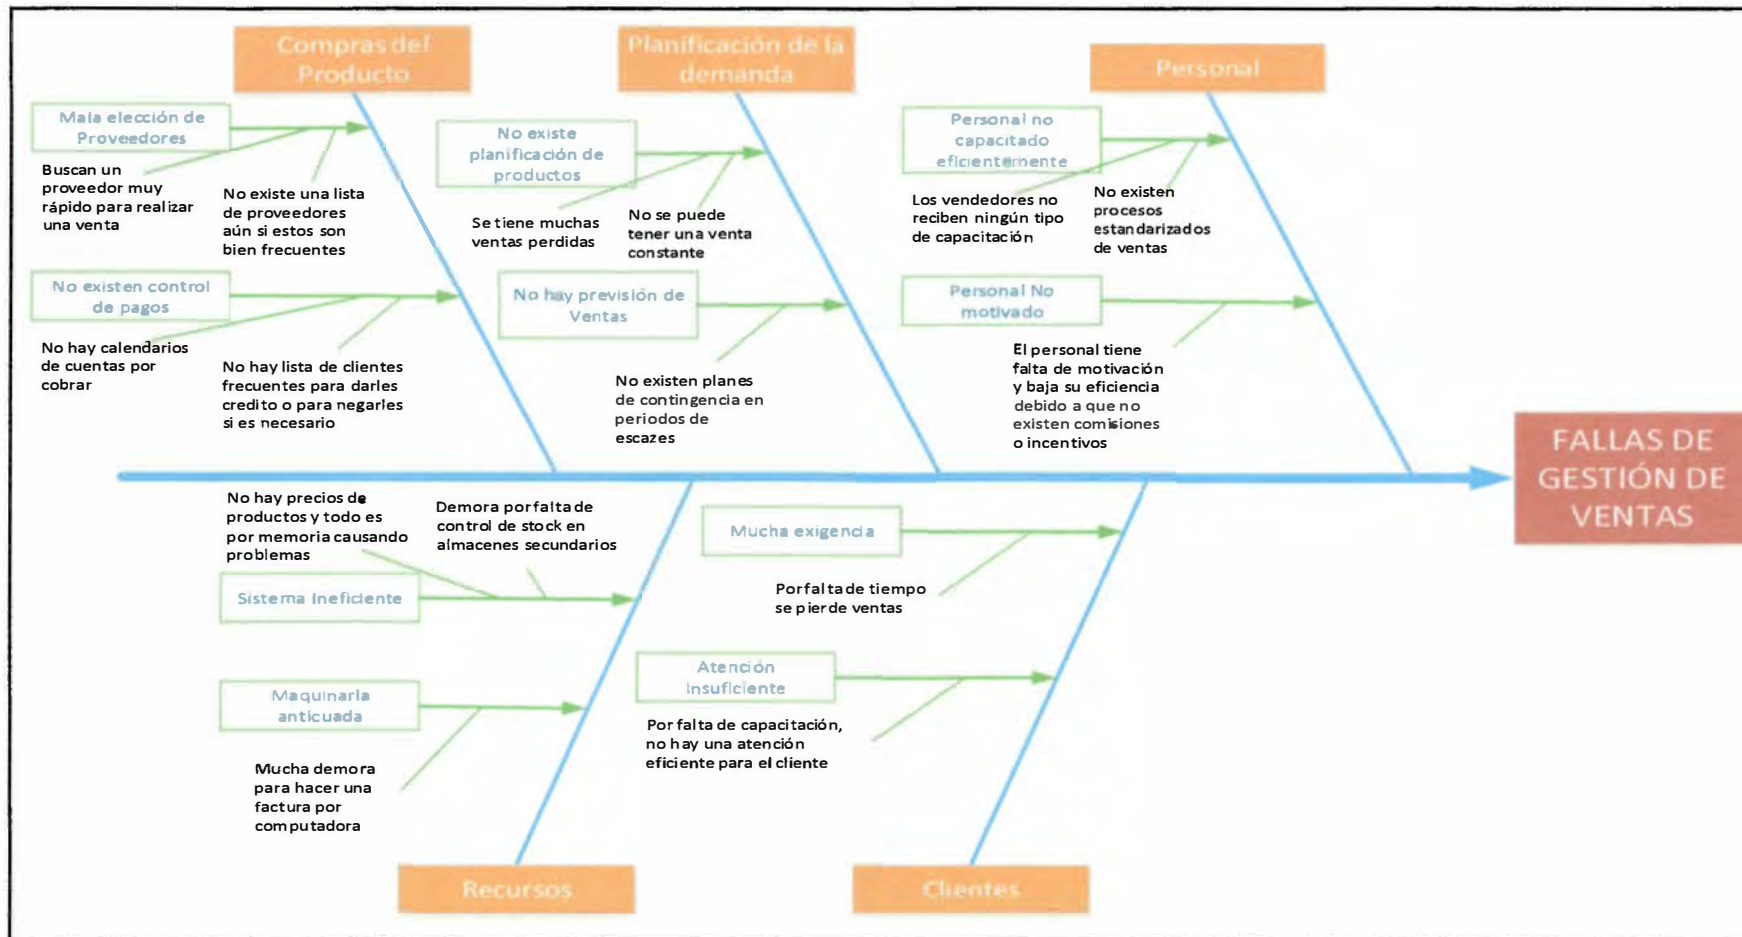 Compras del
Producto
Planificación de la
demanda
Personal
Mala elección de
Proveedores
Buscan un
proveedor muy
rápido para realizar
una venta
No existe una lista
de proveedores
aún si estos son
bien frecuentes
No existen control
de pagos
No hay calendarios
de cuentas por
cobrar
No hay lista de clientes
frecuentes para darles
credito o para negarles
si es necesario
No existe
planificación de
productos
Se tiene muchas
ventas perdidas
No se puede
tener una venta
constante
No hay previsión de
Ventas
No existen planes
de contingencia en
periodos de
escazes
Personal no
capacitado
eficientemente
Los vendedores no
reciben ningún tipo
de capacitación
No existen
procesos
estandarizados
de ventas
Personal No
motivado
El personal tiene
falta de motivación
y baja su eficiencia
debido a que no
existen comisiones
o incentivos
FALLAS DE
GESTIÓN DE
VENTAS
No hay precios de
productos y todo es
por memoria causando
problemas
Demora por falta de
control de stock en
almacenes secundarios
Sistema Ineficiente
Maquinaria
anticuada
Mucha demora
para hacer una
factura por
computadora
Mucha exigencia
Por falta de tiempo
se pierde ventas
Atención
insuficiente
Por falta de capacitación,
no hay una atención
eficiente para el cliente
Recursos
Clientes